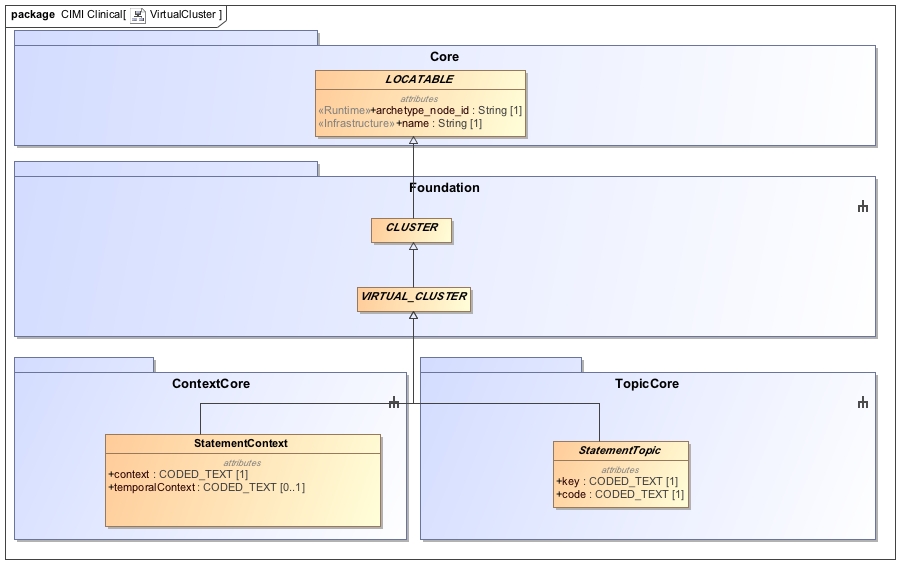 package CIMI Clinical[ VirtualCluster ]
Core
LOCATABLE
attributes
«Runtime»+archetype_node_id : String [1]
«Infrastructure»+name : String [1]
Foundation
CLUSTER
VIRTUAL_CLUSTER
ContextCore
StatementContext
attributes
+context : CODED_TEXT [1]
+temporalContext : CODED_TEXT [0..1]
TopicCore
StatementTopic
attributes
+key : CODED_TEXT [1]
+code : CODED_TEXT [1]